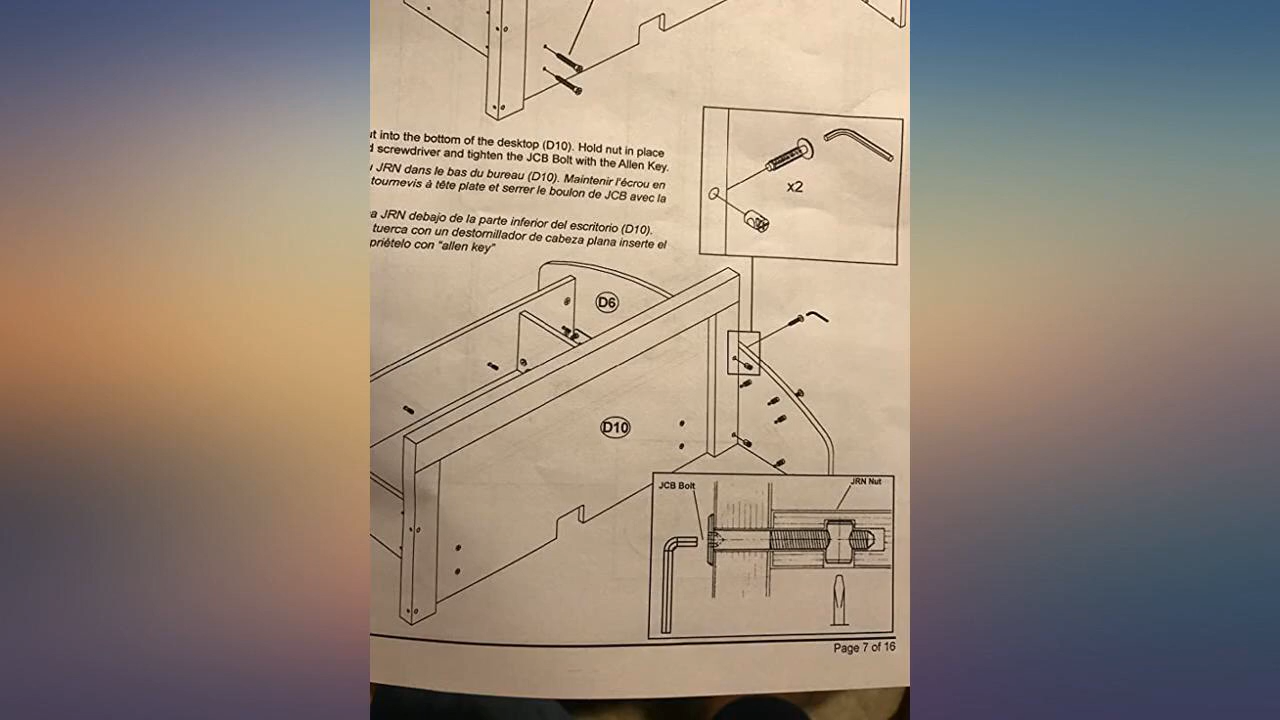 into the bottom of the desktop (D10). Hold nut in place
screwdriver and tighten the JCB Bolt with the Allen Key.
JRN dans le bas du bureau (D10). Maintenir l'écrou en
tournevis à tête plate et serrer le boulon de JCB avec la
a JRN debajo de la parte inferior del escritorio (D10).
tuerca con un destornillador de cabeza plana inserte el
priételo con "allen key"
x2
D6
D10
JCB Bolt
JRN Nut
Page 7 of 16